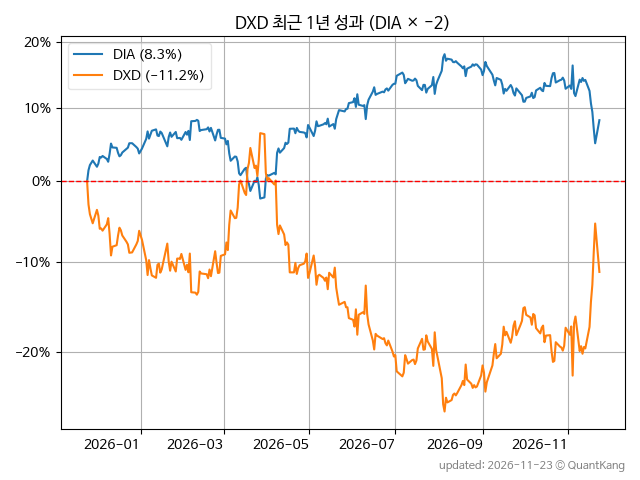 DXD 최근 1년 성과 (DIA × −2)
20%
10%
0%
−10%
−20%
DIA (8.3%)
DXD (−11.2%)
2026−01
2026−03
2026−05
2026−07
2026−09
2026−11
updated: 2026−11−23 © QuantKang